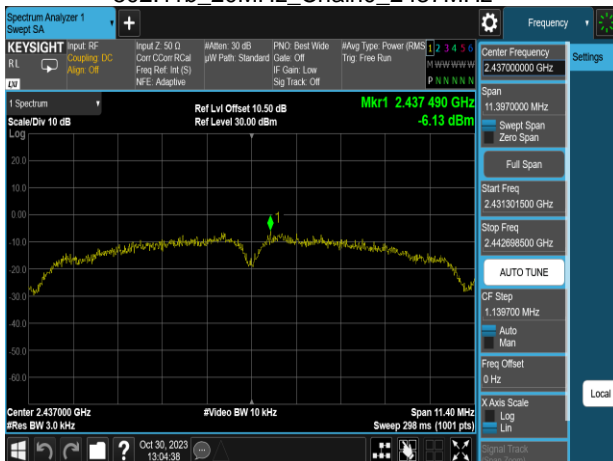 802.11b_20MHz_Chain0_2437MHz
Spectrum Analyzer 1
Swept SA
+
Frequency
KEYSIGHT
RL
LXI
Input: RF
Coupling: DC
Align: Off
Input Z: 50 Ω
Corr CCorr RCal
Freq Ref: Int (S)
NFE: Adaptive
#Atten: 30 dB
µW Path: Standard
PNO: Best Wide
Gate: Off
IF Gain: Low
Sig Track: Off
#Avg Type: Power (RMS
Trig: Free Run
1 2 3 4 5 6
M W W W W W
P N N N N N
1 Spectrum
Scale/Div 10 dB
Ref Lvl Offset 10.50 dB
Ref Level 30.00 dBm
Mkr1 2.437 490 GHz
-6.13 dBm
Log
20.0
10.0
0.00
-10.0
-20.0
-30.0
-40.0
-50.0
-60.0
1
Center 2.437000 GHz
#Res BW 3.0 kHz
#Video BW 10 kHz
Span 11.40 MHz
Sweep 298 ms (1001 pts)
Oct 30, 2023
13:04:38
?
Center Frequency
2.437000000 GHz
Span
11.3970000 MHz
Swept Span
Zero Span
Full Span
Start Freq
2.431301500 GHz
Stop Freq
2.442698500 GHz
AUTO TUNE
CF Step
1.139700 MHz
Auto
Man
Freq Offset
0 Hz
X Axis Scale
Log
Lin
Signal Track
(Span Zoom)
Settings
Local